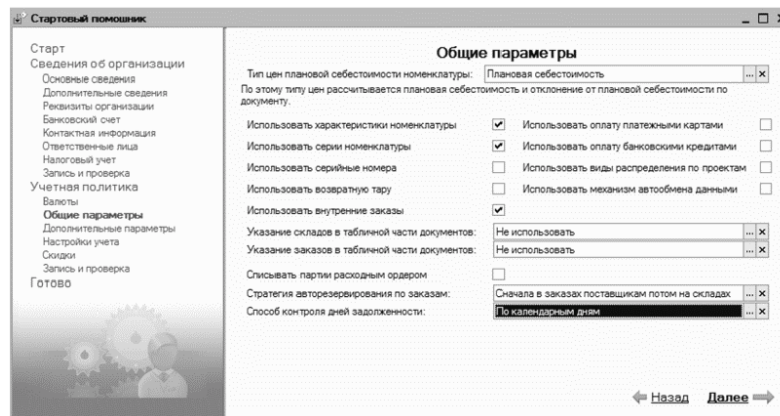 Стартовый помошник
Старт
Сведения об организации
Основные сведения
Дополнительные сведения
Реквизиты организации
Банковский счет
Контактная информация
Ответственные лица
Налоговый учет
Запись и проверка
Учетная политика
Валюты
Общие параметры
Дополнительные параметры
Настройки учета
Скидки
Запись и проверка
Готово
Общие параметры
Тип цен плановой себестоимости номенклатуры: Плановая себестоимость ... ×
По этому типу цен рассчитывается плановая себестоимость и отклонение от плановой себестоимости по
документу.
Использовать характеристики номенклатуры Использовать оплату платежными картами
Использовать серии номенклатуры Использовать оплату банковскими кредитами
Использовать серийные номера Использовать виды распределения по проектам
Использовать возвратную тару Использовать механизм автообмена данными
Использовать внутренние заказы
Указание складов в табличной части документов: Не использовать ... ×
Указание заказов в табличной части документов: Не использовать ... ×
Списывать партии расходным ордером
Стратегия авторезервирования по заказам: Сначала в заказах поставщикам потом на складах ... ×
Способ контроля дней задолженности: По календарным дням ... ×
Назад Далее